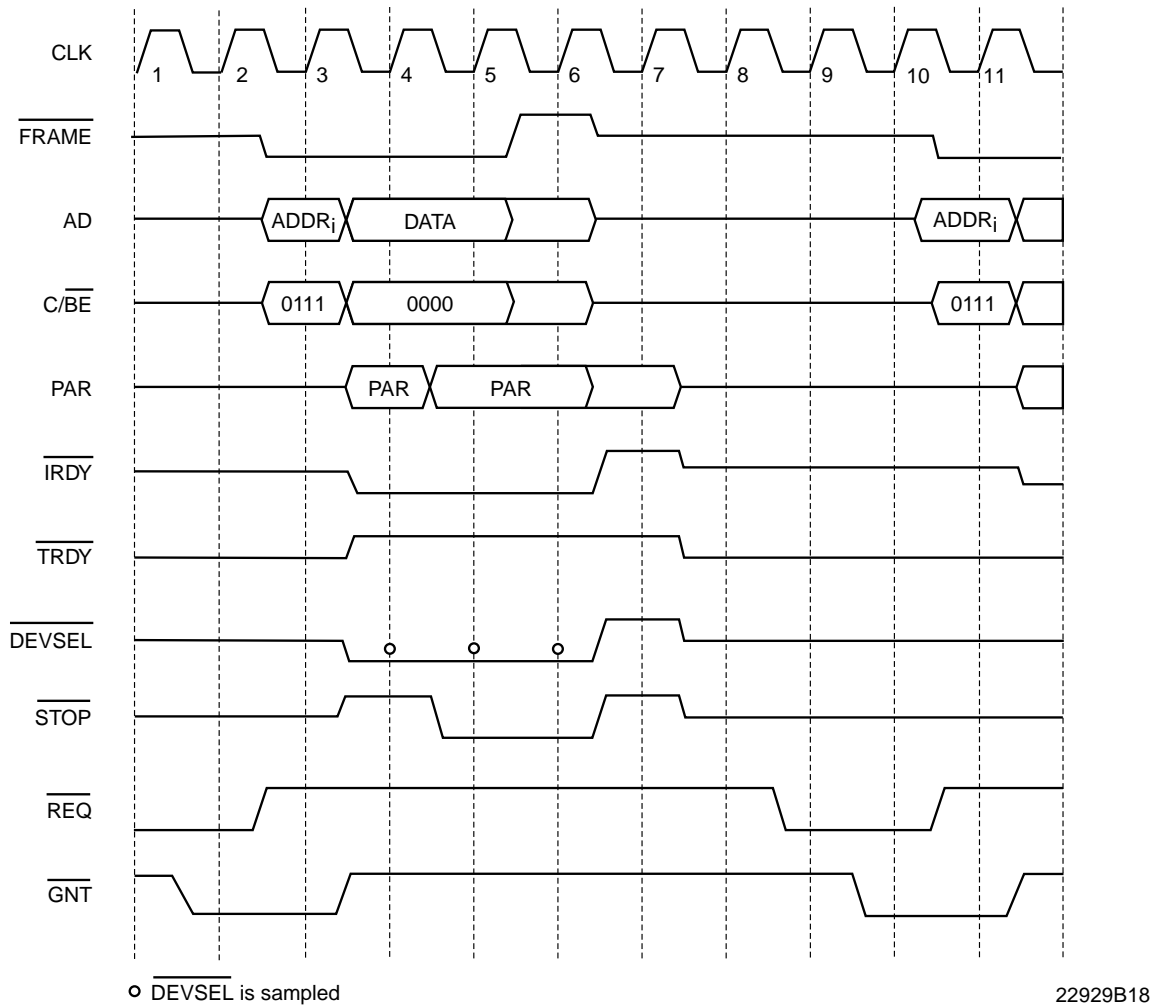 CLK
1 2 3 4 5 6 7 8 9 10 11
FRAME
AD
ADDRi DATA ADDRi
C/BE
0111 0000 0111
PAR
PAR PAR
IRDY
TRDY
DEVSEL
STOP
REQ
GNT
DEVSEL is sampled
22929B18